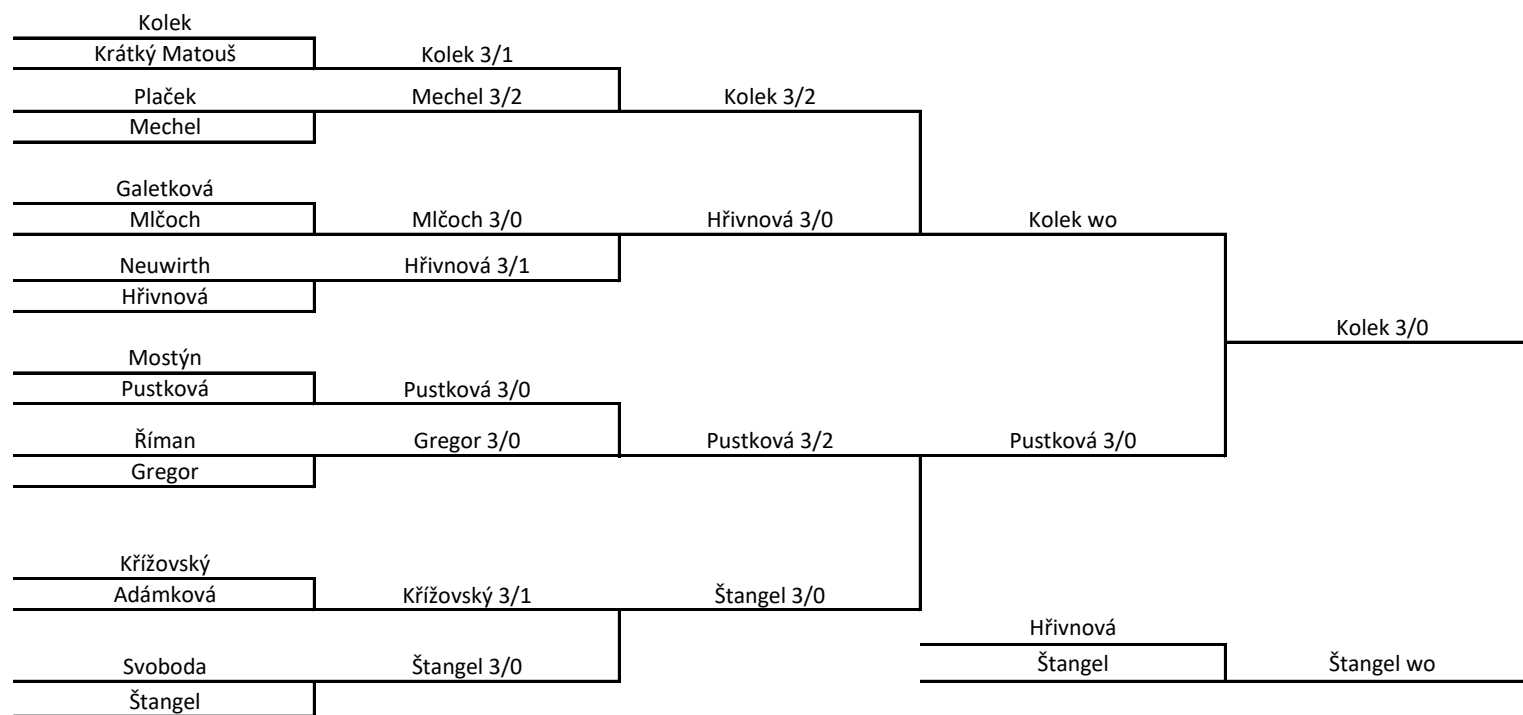 Kolek
Krátký Matouš Kolek 3/1
Plaček Mechel 3/2 Kolek 3/2
Mechel
Galetková
Mlčoch Mlčoch 3/0 Hřivnová 3/0 Kolek wo
Neuwirth Hřivnová 3/1
Hřivnová
Kolek 3/0
Mostýn
Pustková Pustková 3/0
Říman Gregor 3/0 Pustková 3/2 Pustková 3/0
Gregor
Křížovský
Adámková Křížovský 3/1 Štangel 3/0
Hřivnová
Svoboda Štangel 3/0 Štangel Štangel wo
Štangel